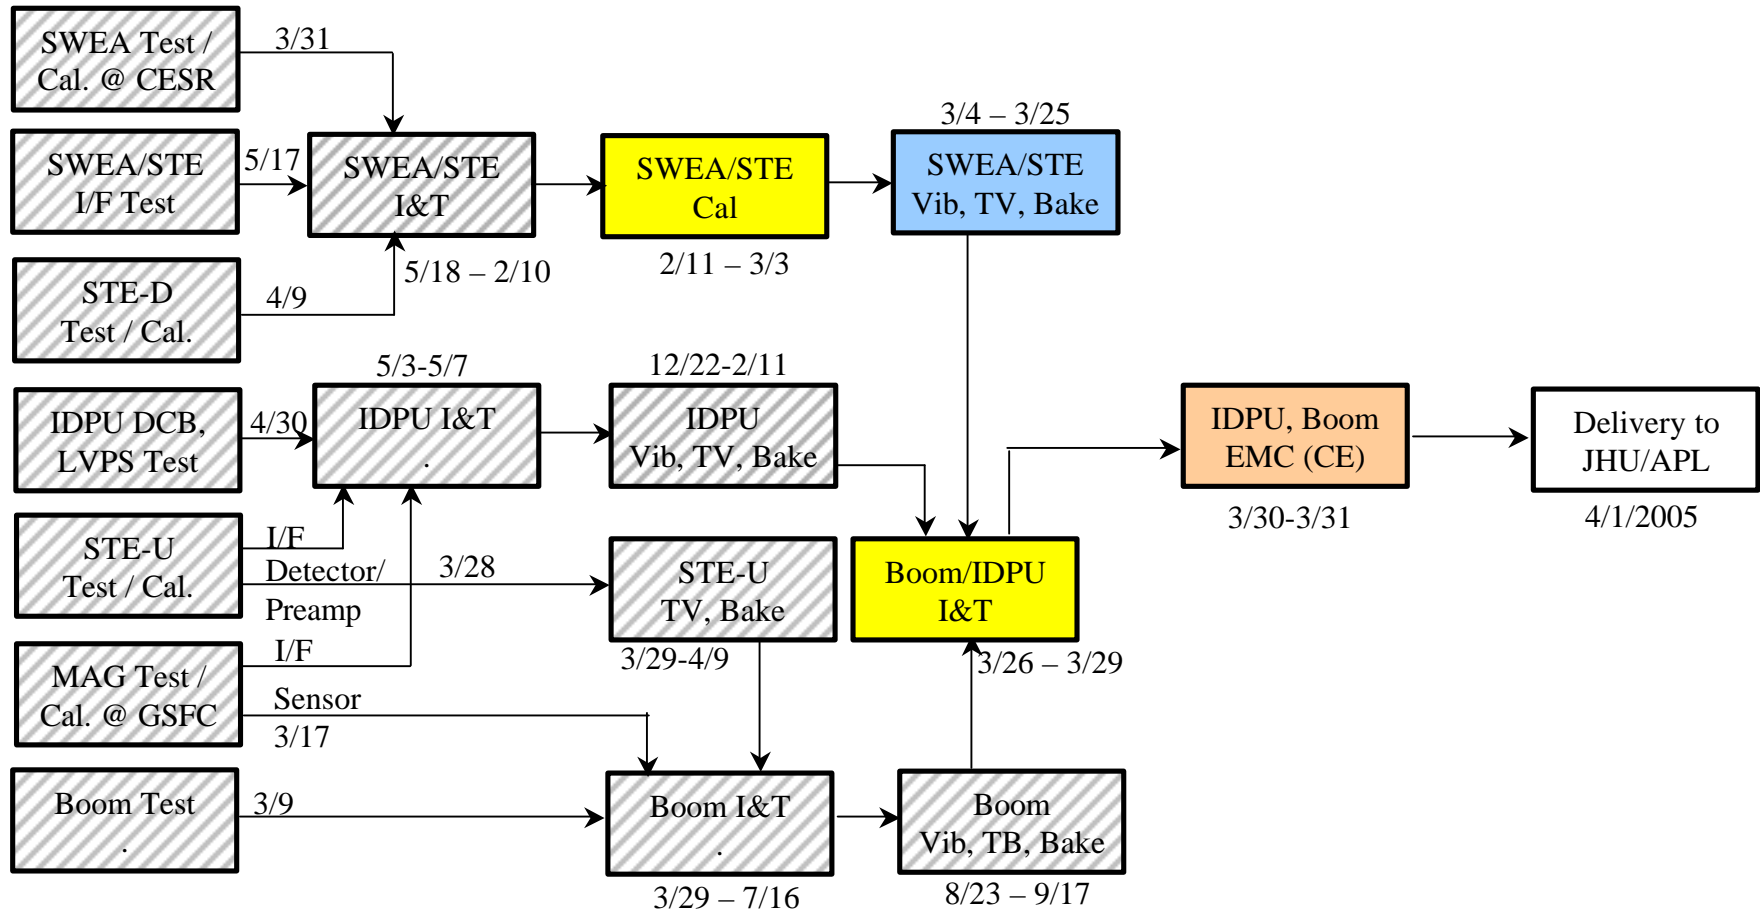 SWEA Test /
Cal. @ CESR
3/31
SWEA/STE
I/F Test
5/17
STE-D
Test / Cal.
4/9
SWEA/STE
I&T
5/18 – 2/10
SWEA/STE
Cal
2/11 – 3/3
3/4 – 3/25
SWEA/STE
Vib, TV, Bake
IDPU DCB,
LVPS Test
4/30
5/3-5/7
IDPU I&T
.
12/22-2/11
IDPU
Vib, TV, Bake
STE-U
Test / Cal.
I/F
Detector/
Preamp
3/28
STE-U
TV, Bake
3/29-4/9
Boom/IDPU
I&T
3/26 – 3/29
IDPU, Boom
EMC (CE)
3/30-3/31
Delivery to
JHU/APL
4/1/2005
MAG Test /
Cal. @ GSFC
I/F
Sensor
3/17
Boom Test
.
3/9
Boom I&T
.
3/29 – 7/16
Boom
Vib, TB, Bake
8/23 – 9/17